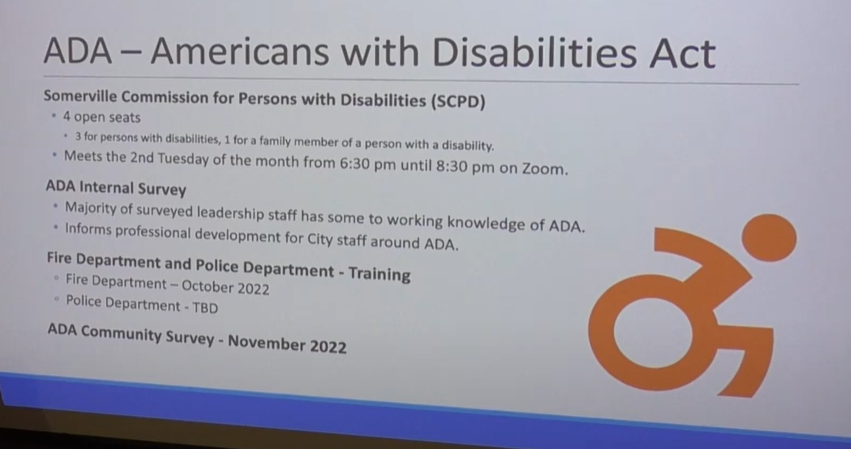 ADA – Americans with Disabilities Act
Somerville Commission for Persons with Disabilities (SCPD)
• 4 open seats
• 3 for persons with disabilities, 1 for a family member of a person with a disability.
• Meets the 2nd Tuesday of the month from 6:30 pm until 8:30 pm on Zoom.
ADA Internal Survey
• Majority of surveyed leadership staff has some to working knowledge of ADA.
• Informs professional development for City staff around ADA.
Fire Department and Police Department - Training
• Fire Department – October 2022
• Police Department - TBD
ADA Community Survey - November 2022